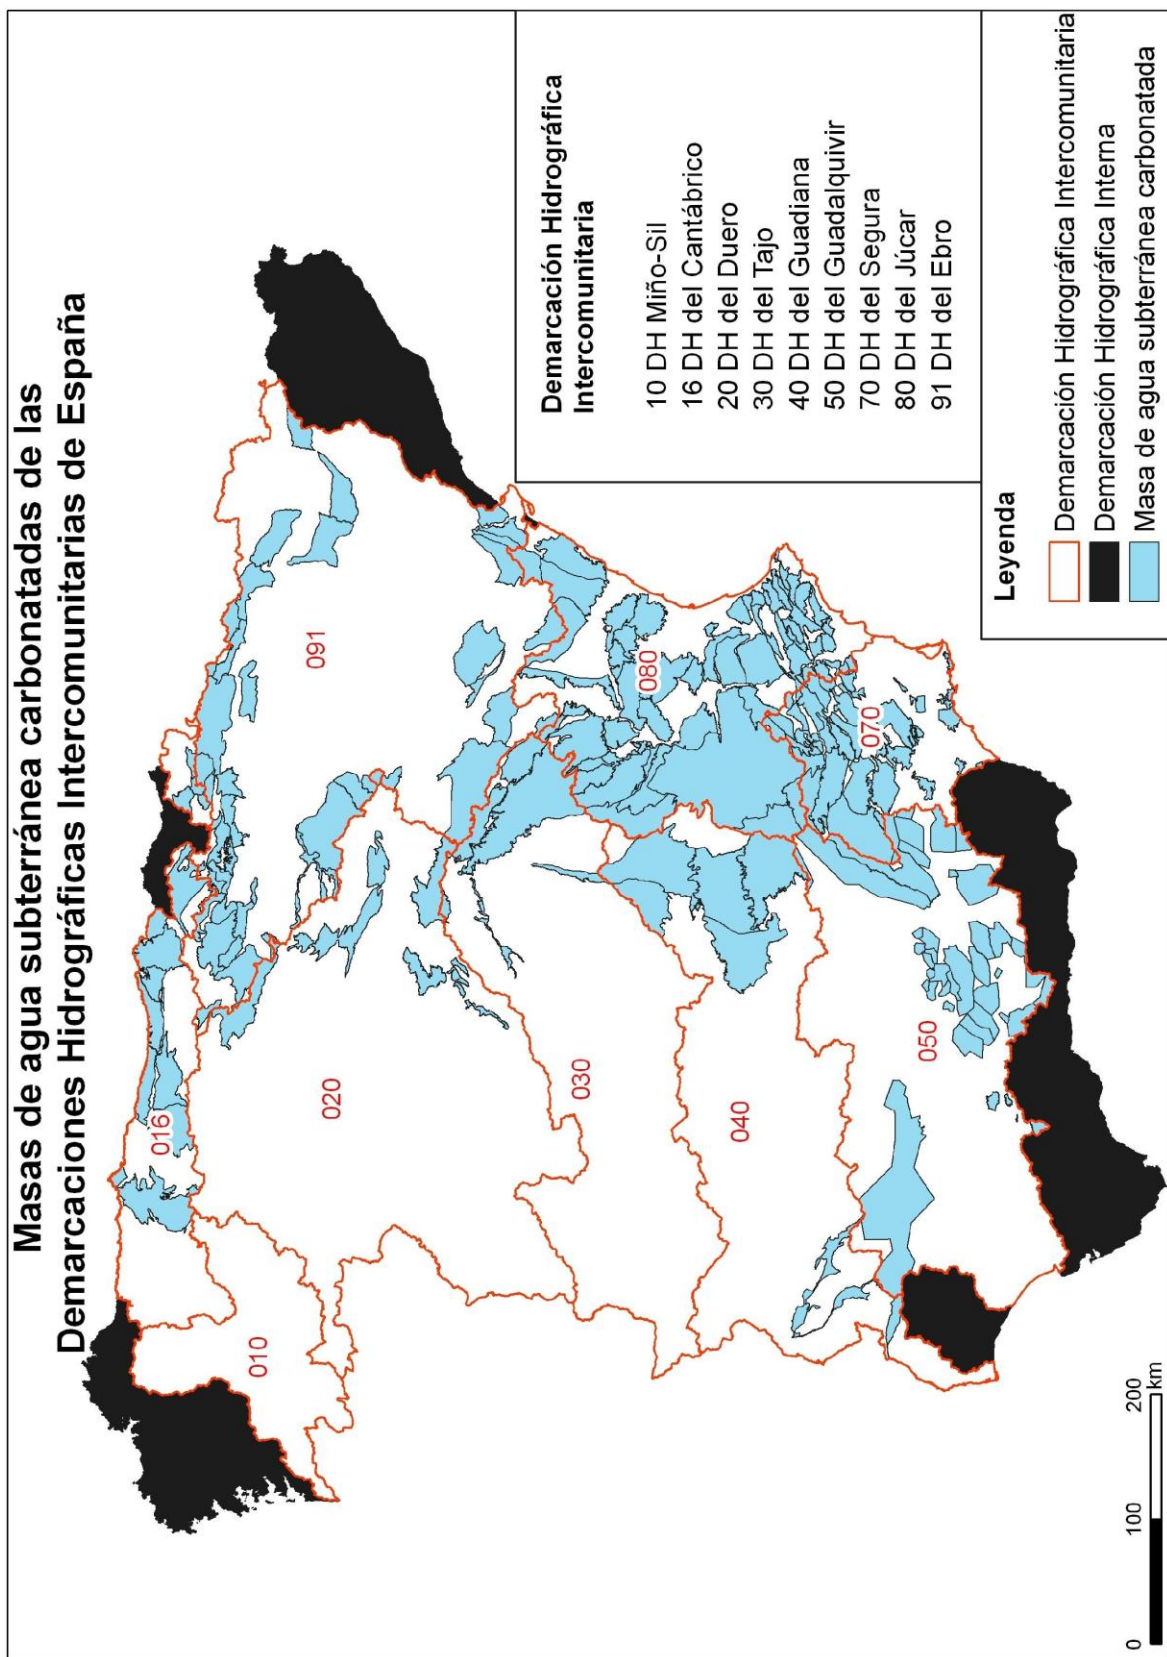 Masas de agua subterránea carbonatadas de las
Demarcaciones Hidrográficas Intercomunitarias de España
091
016
010
020
080
030
070
040
050
Demarcación Hidrográfica
Intercomunitaria
10 DH Miño-Sil
16 DH del Cantábrico
20 DH del Duero
30 DH del Tajo
40 DH del Guadiana
50 DH del Guadalquivir
70 DH del Segura
80 DH del Júcar
91 DH del Ebro
Leyenda
Demarcación Hidrográfica Intercomunitaria
Demarcación Hidrográfica Interna
Masa de agua subterránea carbonatada
0 100 200
km